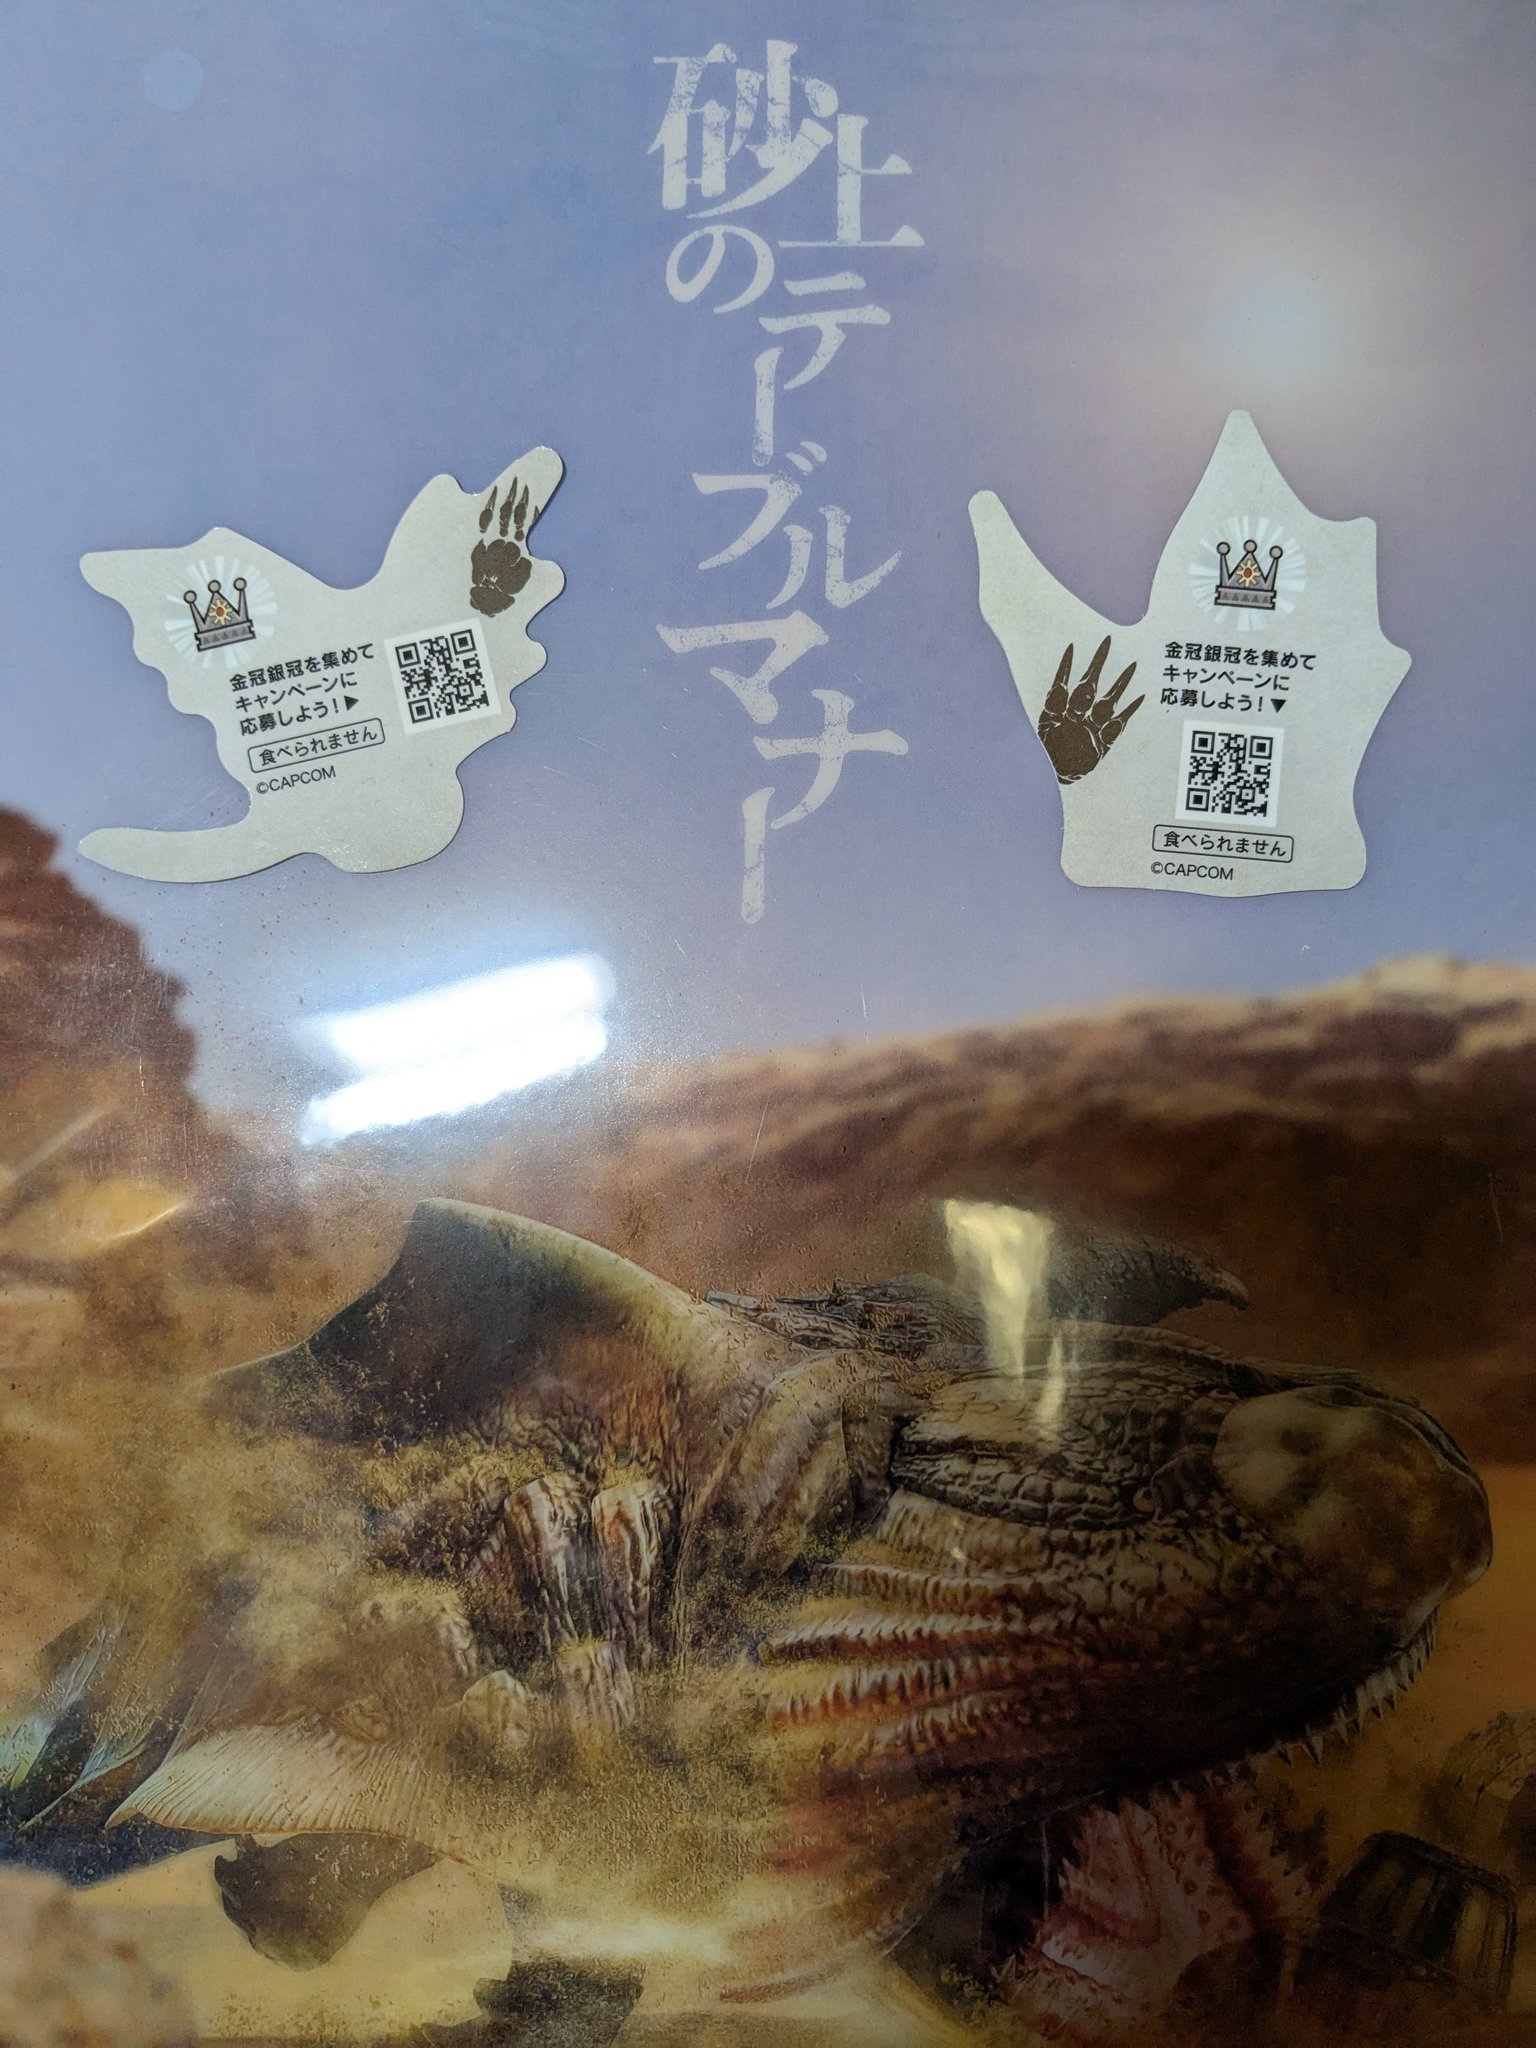 砂上の
テーブルマナー
金冠銀冠を集めて
キャンペーンに
応募しよう!▶
食べられません
©CAPCOM
金冠銀冠を集めて
キャンペーンに
応募しよう!▼
食べられません
©CAPCOM